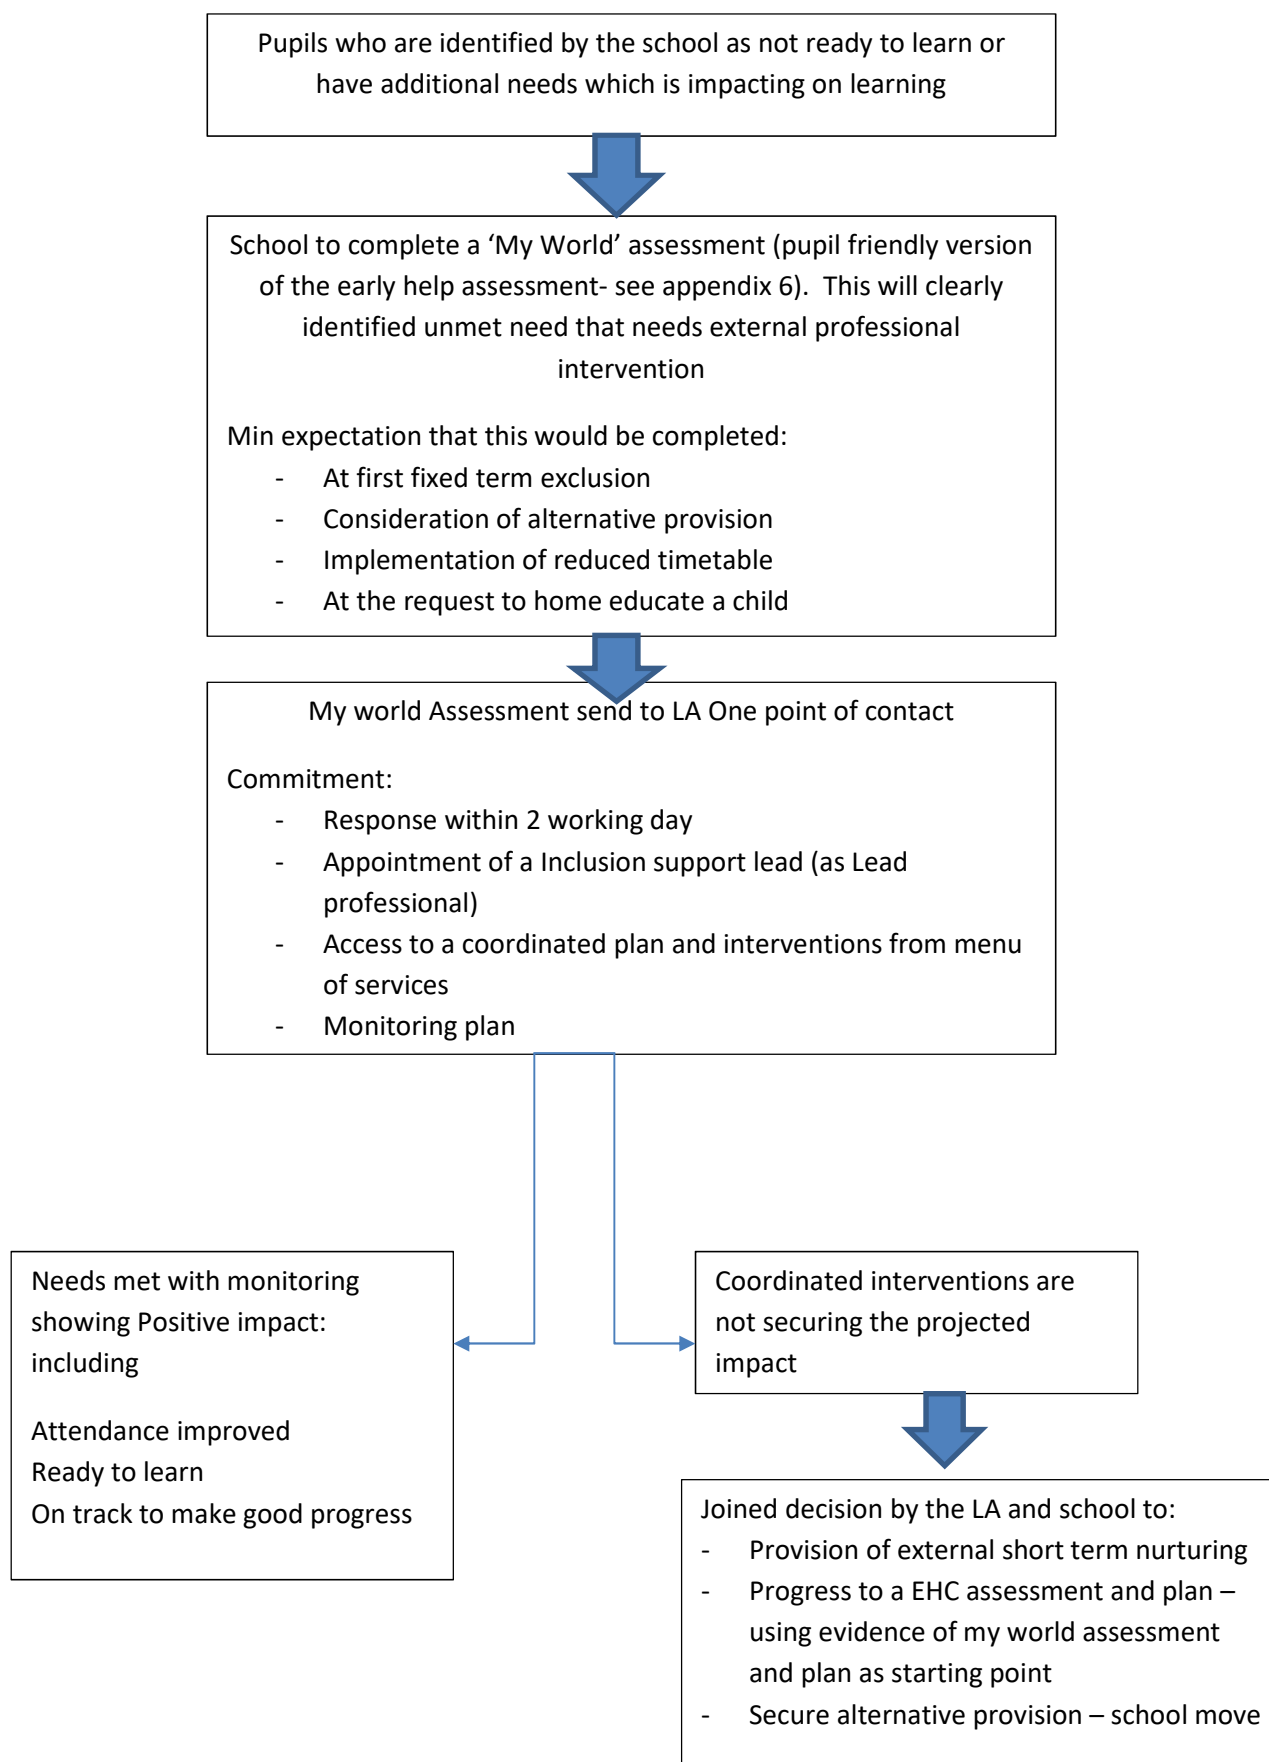 Pupils who are identified by the school as not ready to learn or
have additional needs which is impacting on learning
School to complete a ‘My World’ assessment (pupil friendly version
of the early help assessment- see appendix 6).  This will clearly
identified unmet need that needs external professional
intervention
Min expectation that this would be completed:
- At first fixed term exclusion
- Consideration of alternative provision
- Implementation of reduced timetable
- At the request to home educate a child
My world Assessment send to LA One point of contact
Commitment:
- Response within 2 working day
- Appointment of a Inclusion support lead (as Lead
professional)
- Access to a coordinated plan and interventions from menu
of services
- Monitoring plan
Needs met with monitoring
showing Positive impact:
including
Attendance improved
Ready to learn
On track to make good progress
Coordinated interventions are
not securing the projected
impact
Joined decision by the LA and school to:
- Provision of external short term nurturing
- Progress to a EHC assessment and plan –
using evidence of my world assessment
and plan as starting point
- Secure alternative provision – school move